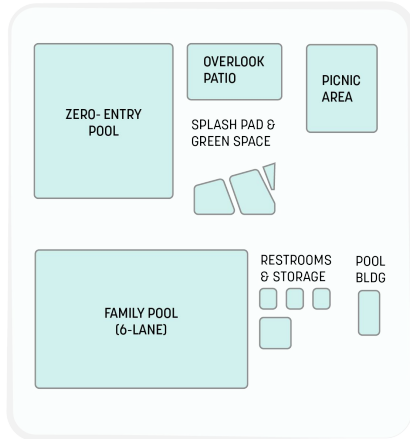 ZERO- ENTRY
POOL
OVERLOOK
PATIO
PICNIC
AREA
SPLASH PAD &
GREEN SPACE
FAMILY POOL
(6-LANE)
RESTROOMS
& STORAGE
POOL
BLDG